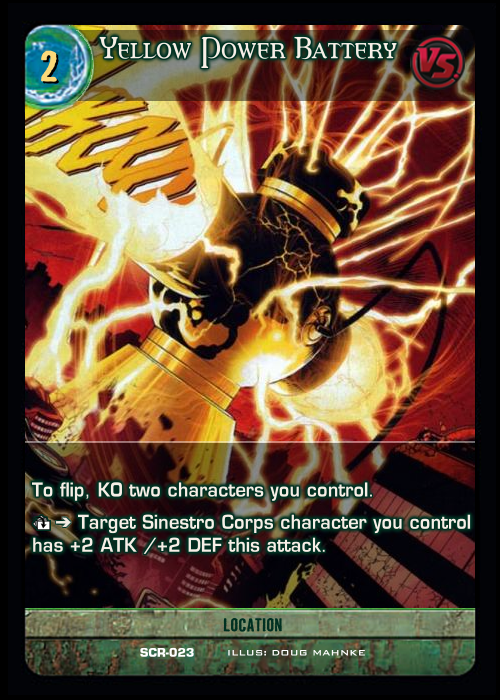 2
Yellow Power Battery
VS.
To flip, KO two characters you control.
➔ Target Sinestro Corps character you control
has +2 ATK /+2 DEF this attack.
LOCATION
SCR-023 ILLUS: DOUG MAHNKE